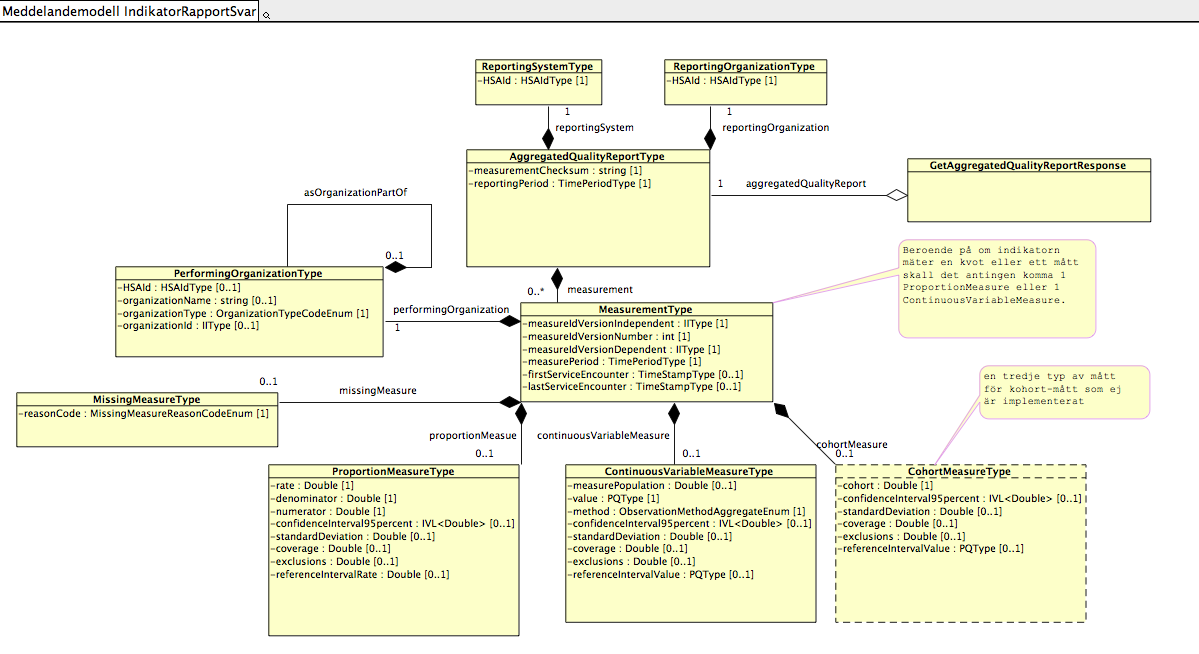 Meddelandemodell IndikatorRapportSvar
ReportingSystemType
-HSAId : HSAIdType [1]
ReportingOrganizationType
-HSAId : HSAIdType [1]
1
reportingSystem
1
reportingOrganization
AggregatedQualityReportType
-measurementChecksum : string [1]
-reportingPeriod : TimePeriodType [1]
1
aggregatedQualityReport
GetAggregatedQualityReportResponse
asOrganizationPartOf
0..1
PerformingOrganizationType
-HSAId : HSAIdType [0..1]
-organizationName : string [0..1]
-organizationType : OrganizationTypeCodeEnum [1]
-organizationId : IIType [0..1]
Beroende på om indikatorn
mäter en kvot eller ett mått
skall det antingen komma 1
ProportionMeasure eller 1
ContinuousVariableMeasure.
0..*
measurement
performingOrganization
1
MeasurementType
-measureIdVersionIndependent : IIType [1]
-measureIdVersionNumber : int [1]
-measureIdVersionDependent : IIType [1]
-measurePeriod : TimePeriodType [1]
-firstServiceEncounter : TimeStampType [0..1]
-lastServiceEncounter : TimeStampType [0..1]
en tredje typ av mått
för kohort-mått som ej
är implementerat
0..1
missingMeasure
MissingMeasureType
-reasonCode : MissingMeasureReasonCodeEnum [1]
proportionMeasue
0..1
continuousVariableMeasure
0..1
cohortMeasure
0..1
ProportionMeasureType
-rate : Double [1]
-denominator : Double [1]
-numerator : Double [1]
-confidenceInterval95percent : IVL<Double> [0..1]
-standardDeviation : Double [0..1]
-coverage : Double [0..1]
-exclusions : Double [0..1]
-referenceIntervalRate : Double [0..1]
ContinuousVariableMeasureType
-measurePopulation : Double [0..1]
-value : PQType [1]
-method : ObservationMethodAggregateEnum [1]
-confidenceInterval95percent : IVL<Double> [0..1]
-standardDeviation : Double [0..1]
-coverage : Double [0..1]
-exclusions : Double [0..1]
-referenceIntervalValue : PQType [0..1]
CohortMeasureType
-cohort : Double [1]
-confidenceInterval95percent : IVL<Double> [0..1]
-standardDeviation : Double [0..1]
-coverage : Double [0..1]
-exclusions : Double [0..1]
-referenceIntervalValue : PQType [0..1]